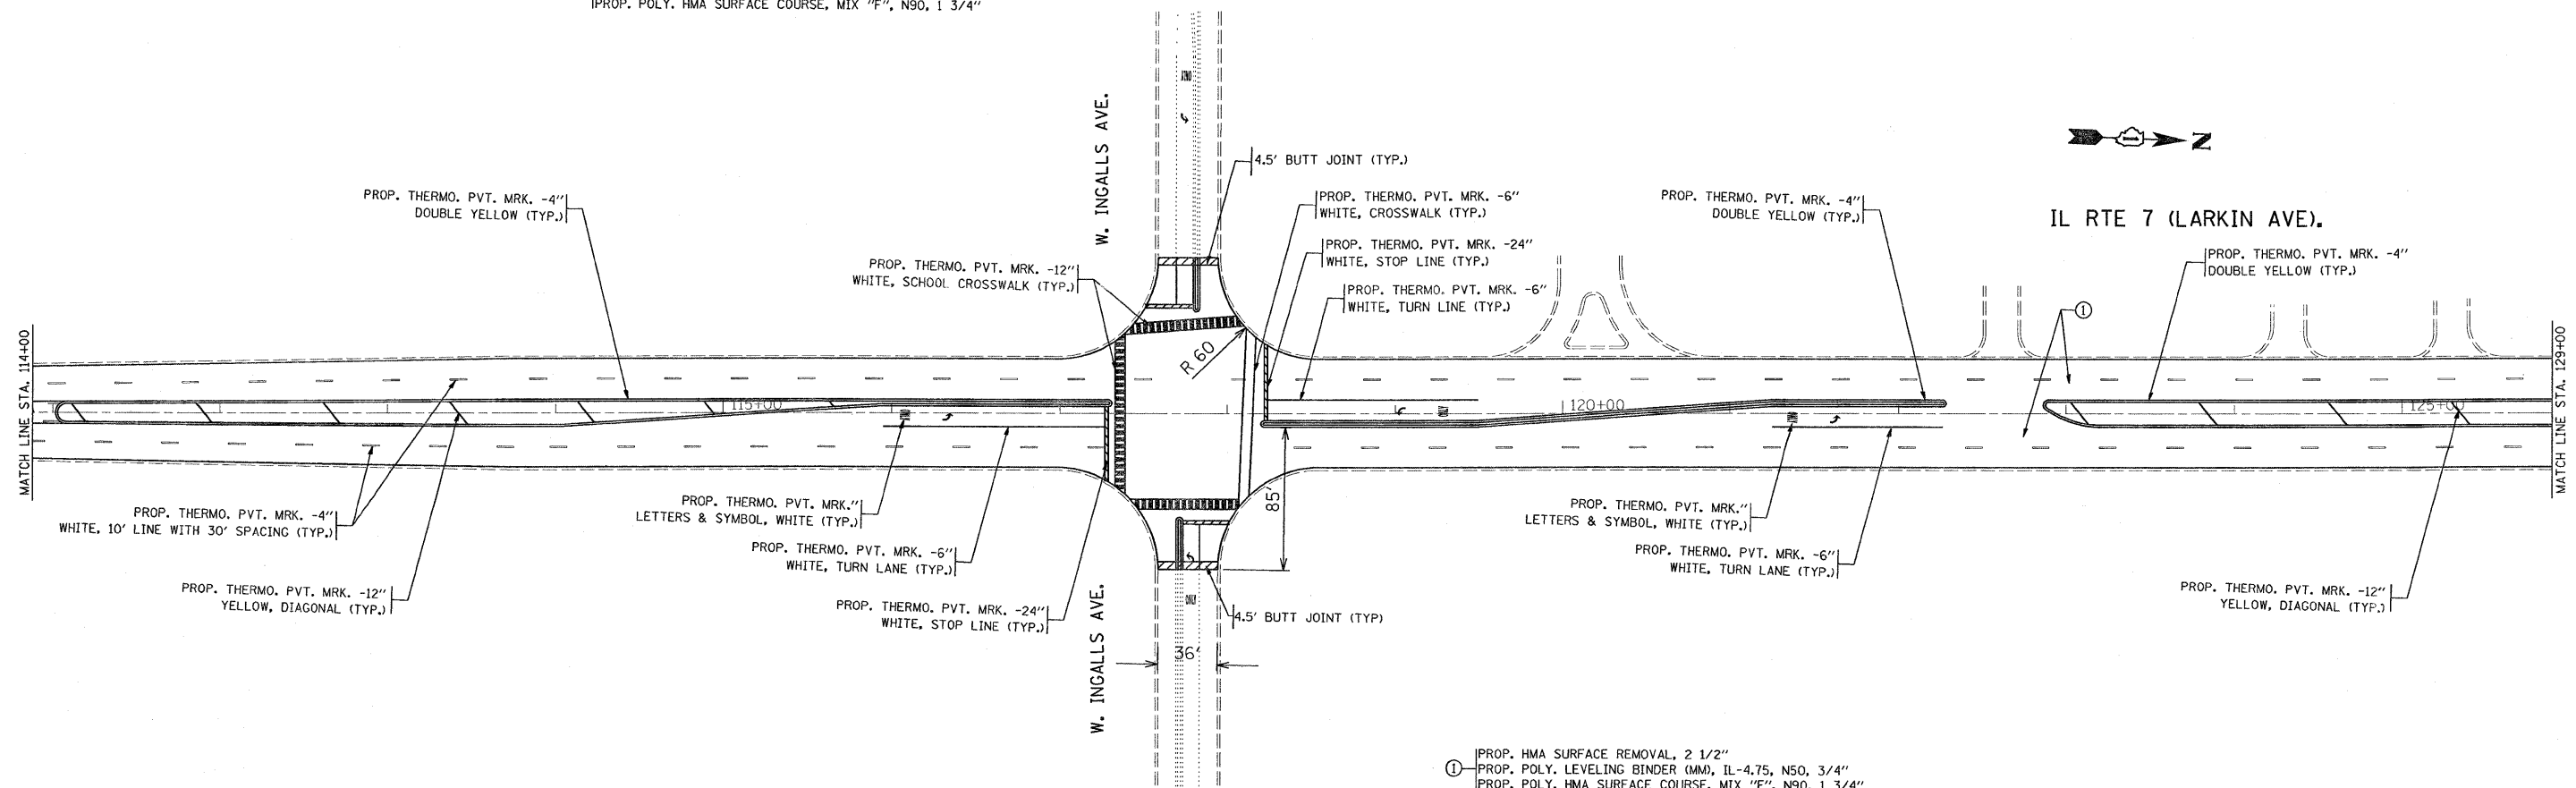 PROP. POLY. HMA SURFACE COURSE, MIX "F", N90, 1 3/4"
ONLY
W. INGALLS AVE.
4.5' BUTT JOINT (TYP.)
N
PROP. THERMO. PVT. MRK. -4"
DOUBLE YELLOW (TYP.)
PROP. THERMO. PVT. MRK. -6"
WHITE, CROSSWALK (TYP.)
PROP. THERMO. PVT. MRK. -4"
DOUBLE YELLOW (TYP.)
IL RTE 7 (LARKIN AVE).
PROP. THERMO. PVT. MRK. -24"
WHITE, STOP LINE (TYP.)
PROP. THERMO. PVT. MRK. -4"
DOUBLE YELLOW (TYP.)
PROP. THERMO. PVT. MRK. -12"
WHITE, SCHOOL CROSSWALK (TYP.)
PROP. THERMO. PVT. MRK. -6"
WHITE, TURN LINE (TYP.)
1
MATCH LINE STA. 114+00
R 60
MATCH LINE STA. 129+00
115+00
120+00
125+00
ONLY
ONLY
ONLY
85'
PROP. THERMO. PVT. MRK."
LETTERS & SYMBOL, WHITE (TYP.)
PROP. THERMO. PVT. MRK."
LETTERS & SYMBOL, WHITE (TYP.)
PROP. THERMO. PVT. MRK. -4"
WHITE, 10' LINE WITH 30' SPACING (TYP.)
PROP. THERMO. PVT. MRK. -6"
WHITE, TURN LANE (TYP.)
PROP. THERMO. PVT. MRK. -6"
WHITE, TURN LANE (TYP.)
PROP. THERMO. PVT. MRK. -12"
YELLOW, DIAGONAL (TYP.)
PROP. THERMO. PVT. MRK. -12"
YELLOW, DIAGONAL (TYP.)
PROP. THERMO. PVT. MRK. -24"
WHITE, STOP LINE (TYP.)
ONLY
4.5' BUTT JOINT (TYP)
W. INGALLS AVE.
36'
PROP. HMA SURFACE REMOVAL, 2 1/2"
1 PROP. POLY. LEVELING BINDER (MM), IL-4.75, N50, 3/4"
PROP. POLY. HMA SURFACE COURSE, MIX "F", N90, 1 3/4"